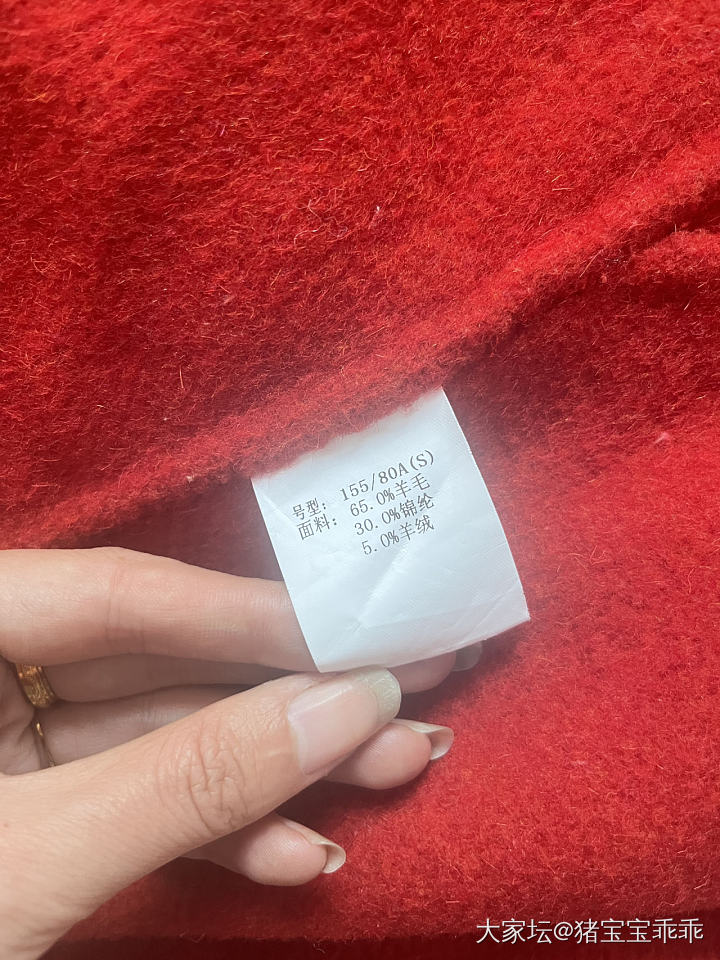 号型: 155/80A(S)
面料: 65.0%羊毛
30.0%锦纶
5.0%羊绒
大家坛@猪宝宝乖乖